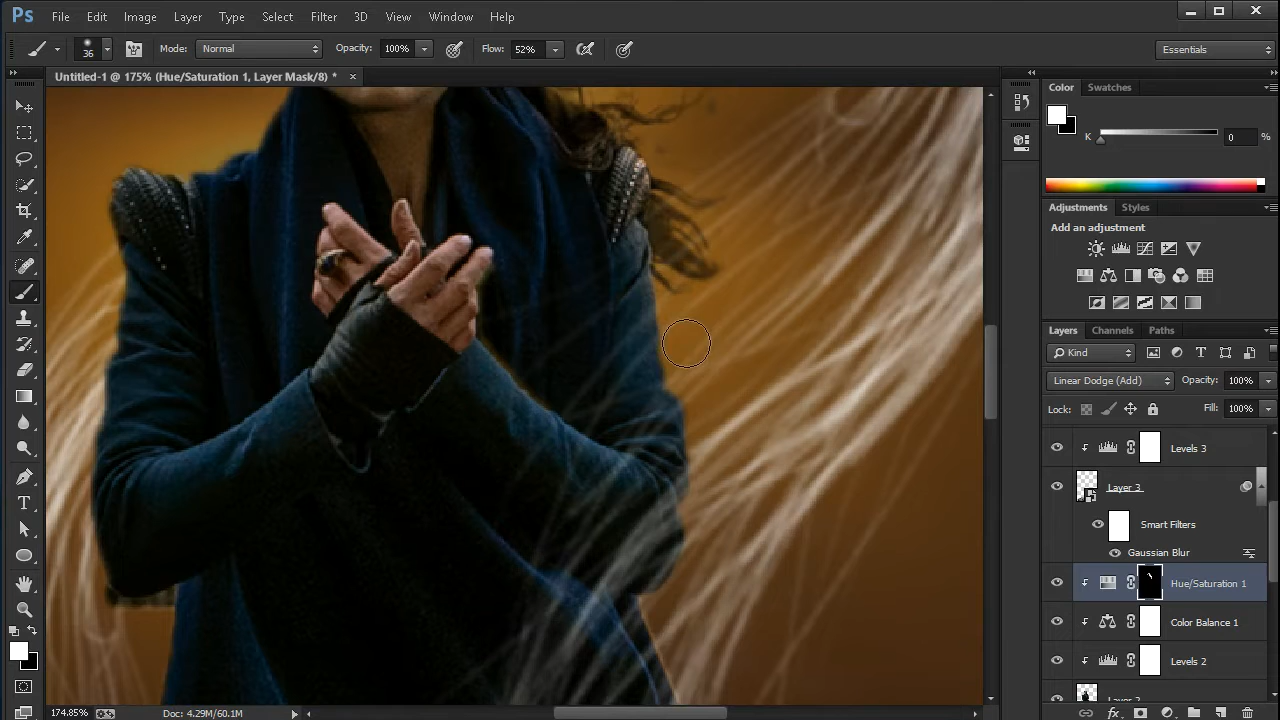 Ps File Edit Image Layer Type Select Filter 3D View Window Help
36 Mode: Normal Opacity: 100% Flow: 52% Essentials
Untitled-1 @ 175% (Hue/Saturation 1, Layer Mask/8) * ×
Color Swatches
K 0 %
Adjustments Styles
Add an adjustment
Layers Channels Paths
Kind
Linear Dodge (Add) Opacity: 100%
Lock: Fill: 100%
Levels 3
Layer 3
Smart Filters
Gaussian Blur
Hue/Saturation 1
Color Balance 1
Levels 2
174.85% Doc: 4.29M/60.1M